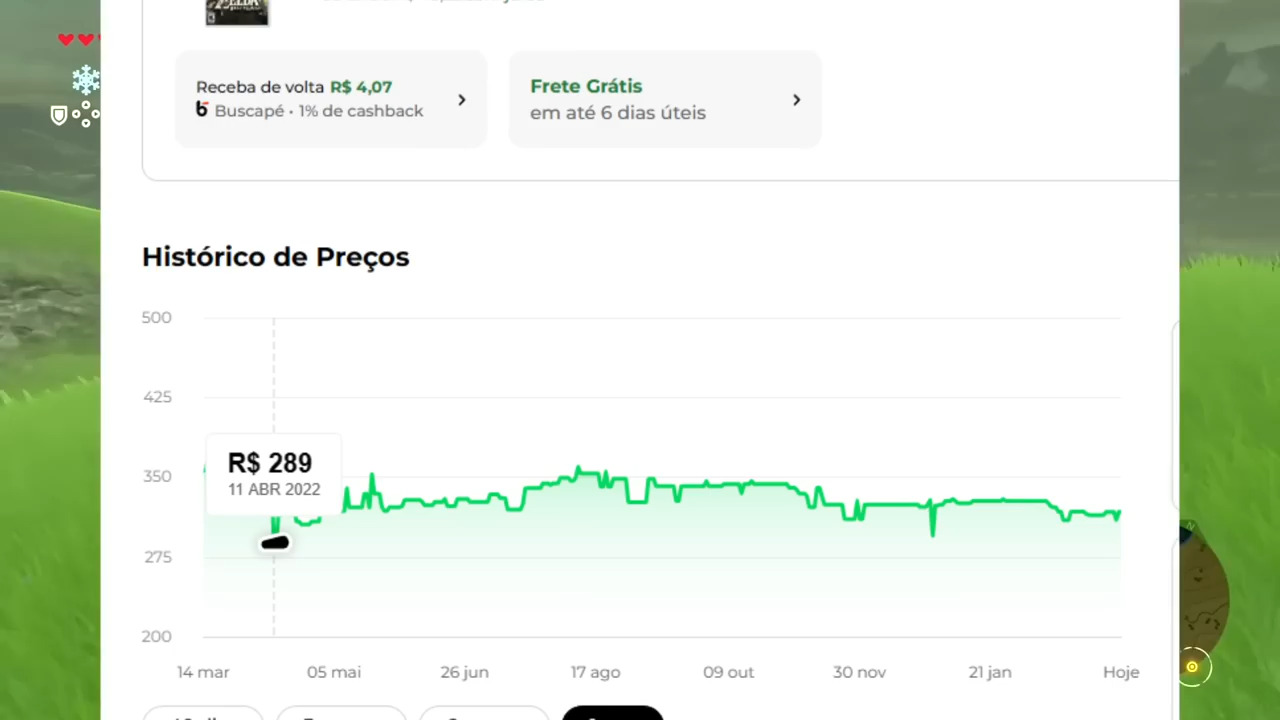 ZELDA
Receba de volta R$ 4,07
Buscapé • 1% de cashback
Frete Grátis
em até 6 dias úteis
Histórico de Preços
500
425
350
275
200
R$ 289
11 ABR 2022
14 mar
05 mai
26 jun
17 ago
09 out
30 nov
21 jan
Hoje
N